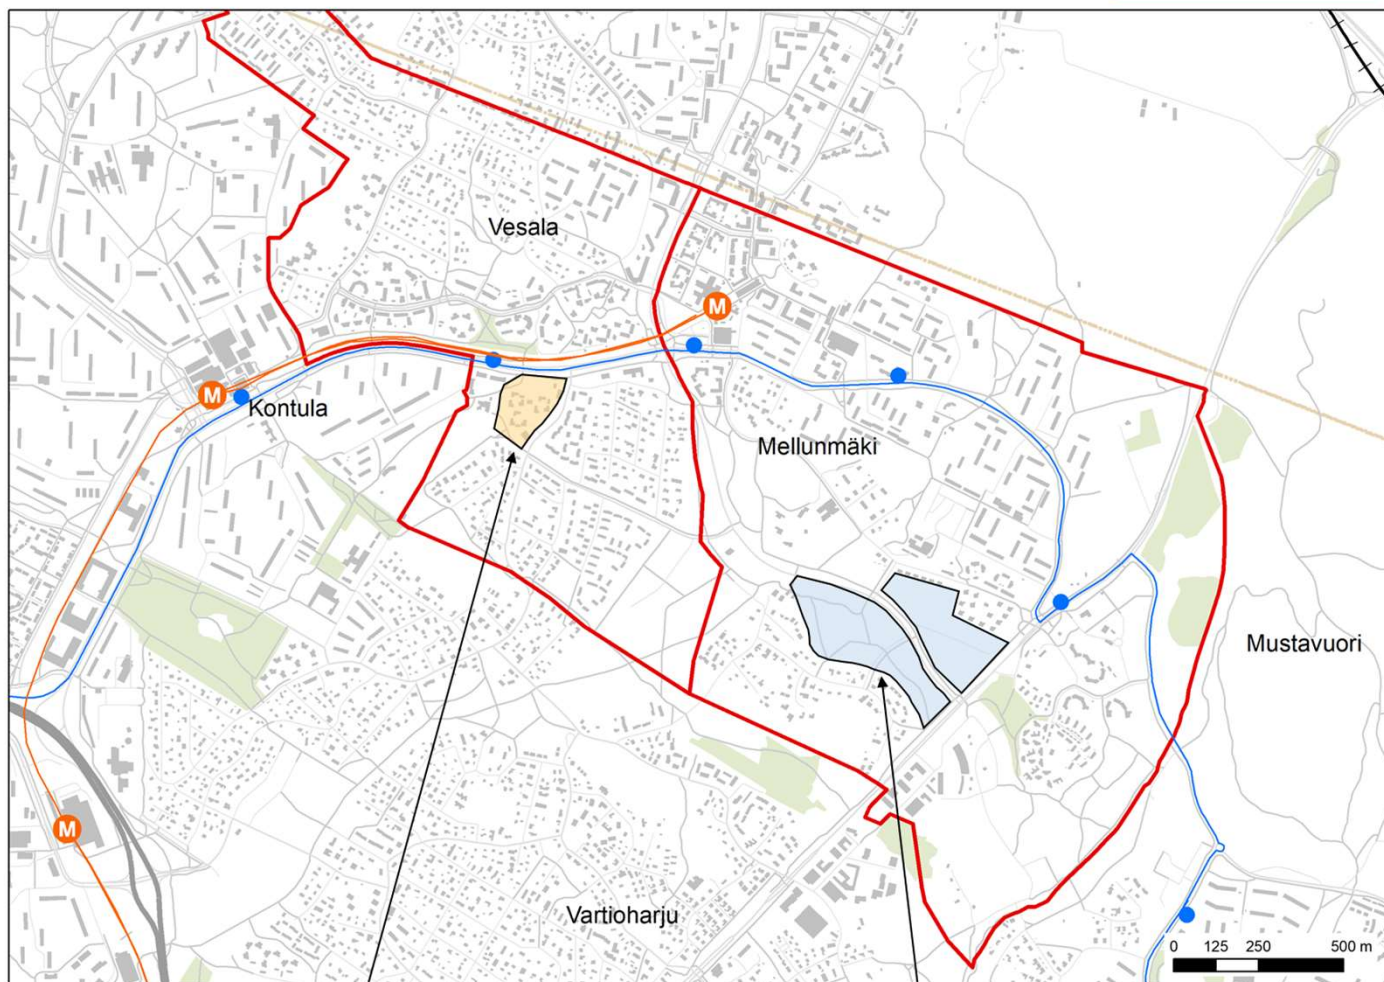 Vesala
M
M
Kontula
Mellunmäki
Mustavuori
M
Vartioharju
0 125 250 500 m